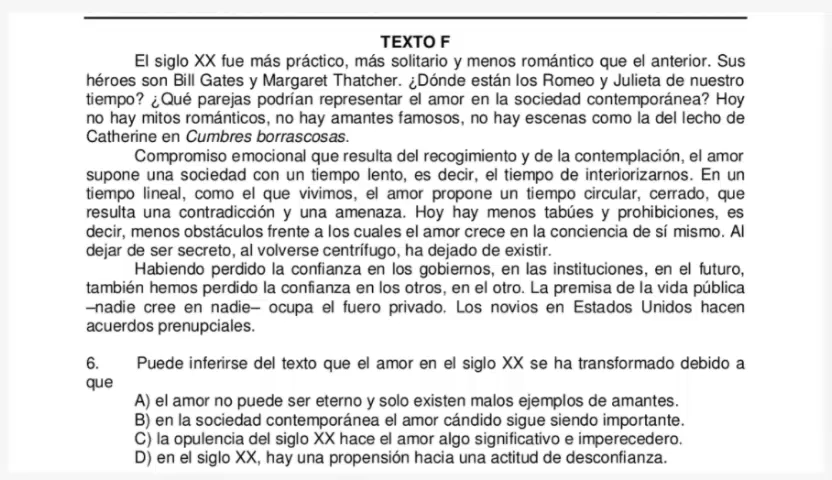 TEXTO F
El siglo XX fue más práctico, más solitario y menos romántico que el anterior. Sus
héroes son Bill Gates y Margaret Thatcher. ¿Dónde están los Romeo y Julieta de nuestro
tiempo? ¿Qué parejas podrían representar el amor en la sociedad contemporánea? Hoy
no hay mitos románticos, no hay amantes famosos, no hay escenas como la del lecho de
Catherine en Cumbres borrascosas.
Compromiso emocional que resulta del recogimiento y de la contemplación, el amor
supone una sociedad con un tiempo lento, es decir, el tiempo de interiorizarnos. En un
tiempo lineal, como el que vivimos, el amor propone un tiempo circular, cerrado, que
resulta una contradicción y una amenaza. Hoy hay menos tabúes y prohibiciones, es
decir, menos obstáculos frente a los cuales el amor crece en la conciencia de sí mismo. Al
dejar de ser secreto, al volverse centrífugo, ha dejado de existir.
Habiendo perdido la confianza en los gobiernos, en las instituciones, en el futuro,
también hemos perdido la confianza en los otros, en el otro. La premisa de la vida pública
–nadie cree en nadie– ocupa el fuero privado. Los novios en Estados Unidos hacen
acuerdos prenupciales.
6. Puede inferirse del texto que el amor en el siglo XX se ha transformado debido a
que
A) el amor no puede ser eterno y solo existen malos ejemplos de amantes.
B) en la sociedad contemporánea el amor cándido sigue siendo importante.
C) la opulencia del siglo XX hace el amor algo significativo e imperecedero.
D) en el siglo XX, hay una propensión hacia una actitud de desconfianza.